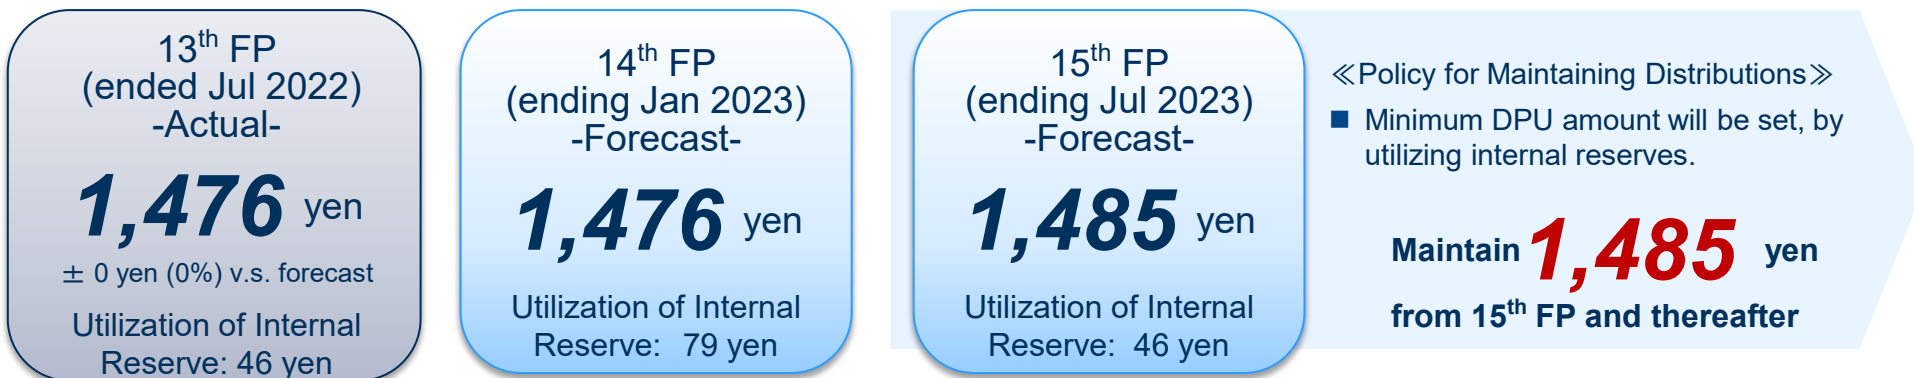 13th FP
(ended Jul 2022)
-Actual-
1,476 yen
± 0 yen (0%) v.s. forecast
Utilization of Internal
Reserve: 46 yen
14th FP
(ending Jan 2023)
-Forecast-
1,476 yen
Utilization of Internal
Reserve: 79 yen
15th FP
(ending Jul 2023)
-Forecast-
1,485 yen
Utilization of Internal
Reserve: 46 yen
≪Policy for Maintaining Distributions≫
■ Minimum DPU amount will be set, by
utilizing internal reserves.
Maintain 1,485 yen
from 15th FP and thereafter